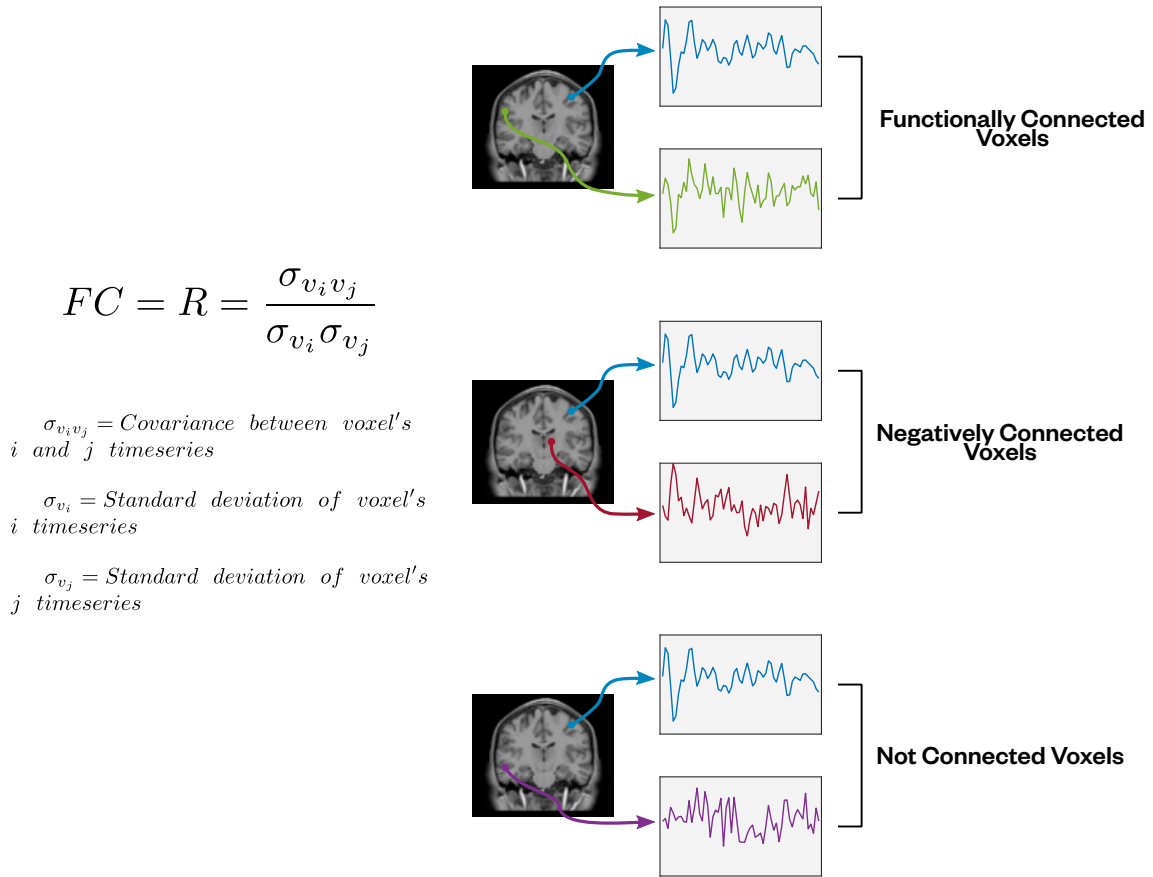 FC = R = σ_{v_i v_j} / σ_{v_i} σ_{v_j}
σ_{v_i v_j} = Covariance between voxel's
i and j timeseries
σ_{v_i} = Standard deviation of voxel's
i timeseries
σ_{v_j} = Standard deviation of voxel's
j timeseries
Functionally Connected
Voxels
Negatively Connected
Voxels
Not Connected Voxels